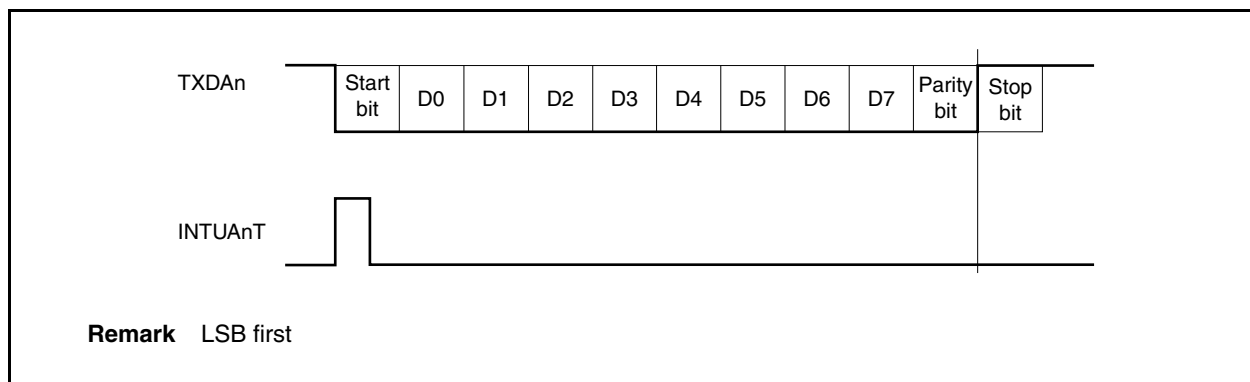 TXDAn
Start bit
D0
D1
D2
D3
D4
D5
D6
D7
Parity bit
Stop bit
INTUAnT
Remark LSB first